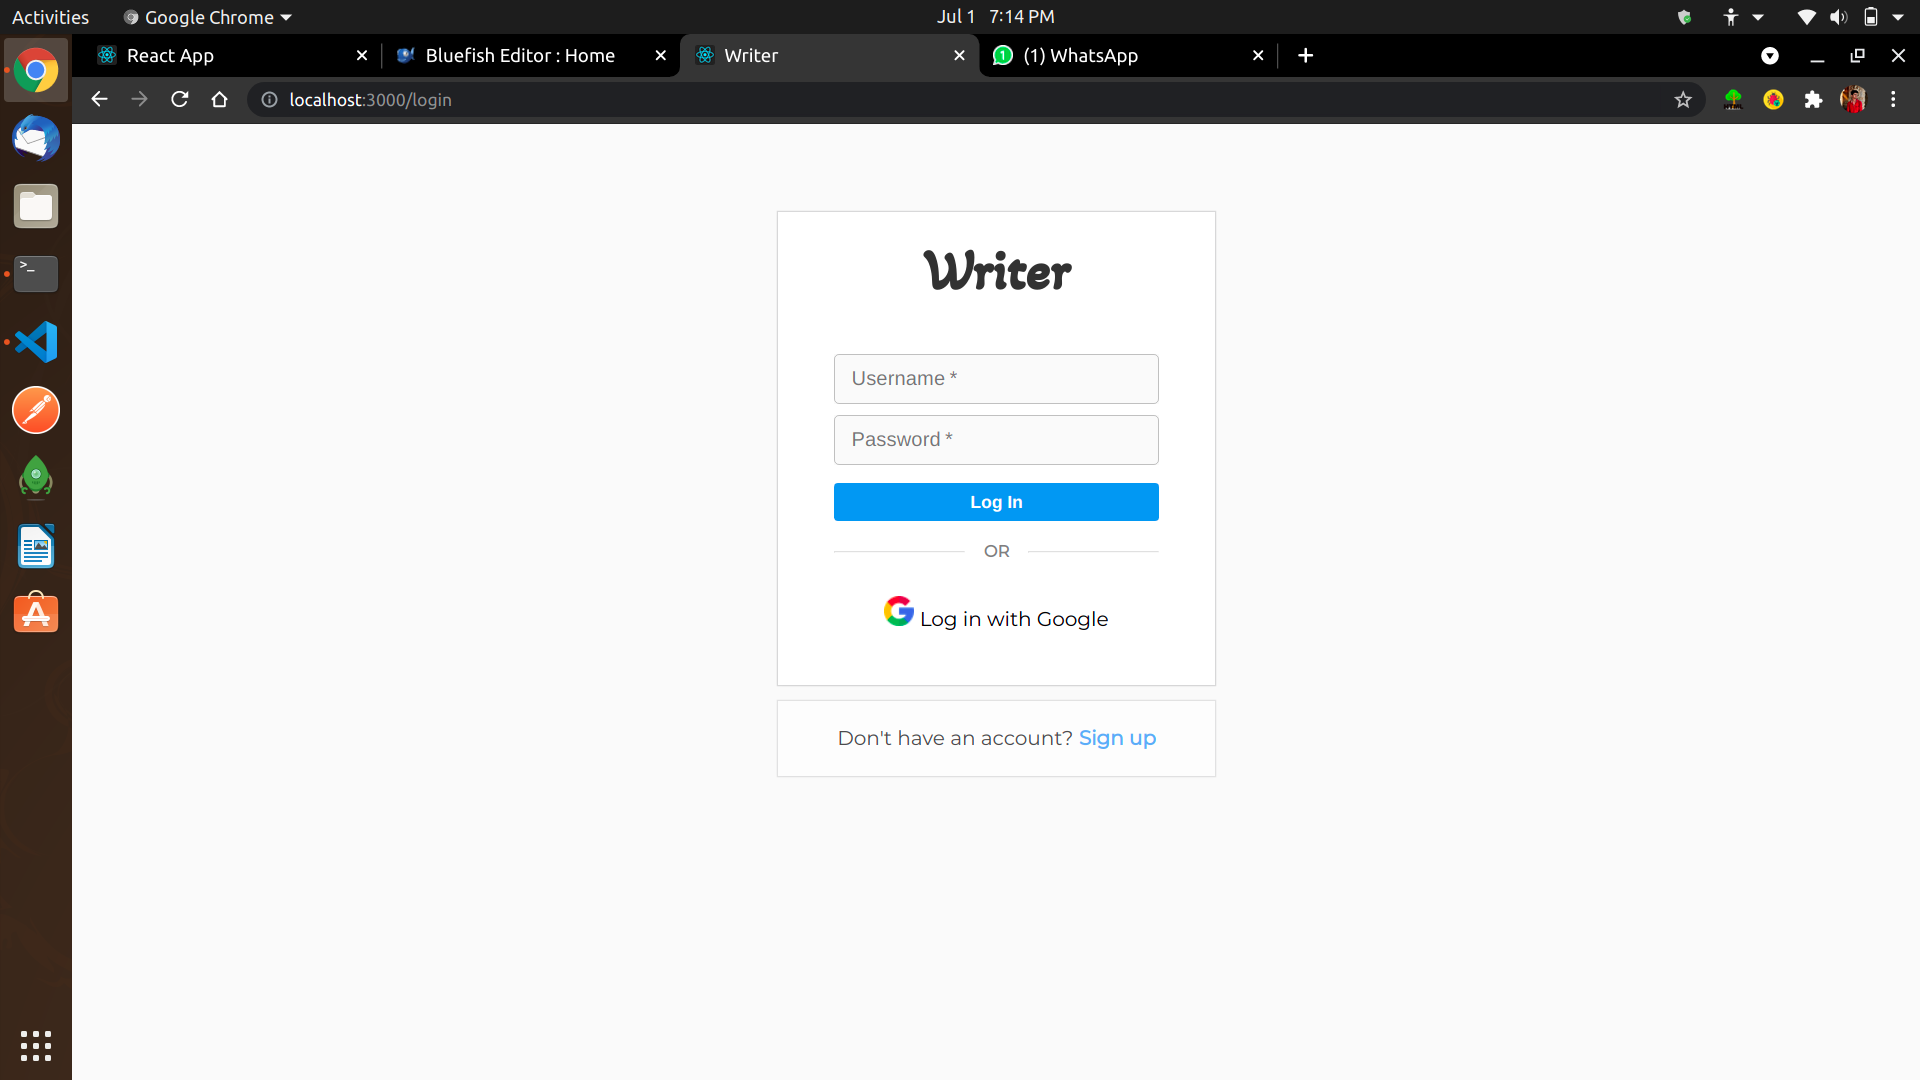 Activities
Google Chrome
Jul 1 7:14 PM
React App
Bluefish Editor : Home
Writer
(1) WhatsApp
localhost:3000/login
Writer
Username *
Password *
Log In
OR
Log in with Google
Don't have an account? Sign up